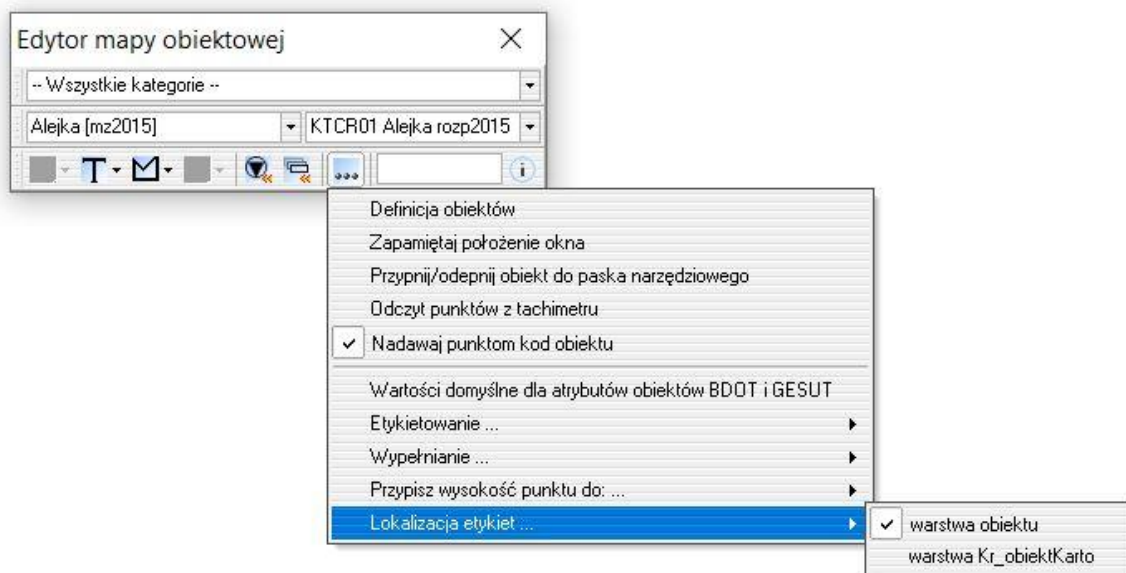 Edytor mapy obiektowej
-- Wszystkie kategorie --
Alejka [mz2015] KTCR01 Alejka rozp2015
Definicja obiektów
Zapamiętaj położenie okna
Przypnij/odepnij obiekt do paska narzędziowego
Odczyt punktów z tachimetru
Nadawaj punktom kod obiektu
Wartości domyślne dla atrybutów obiektów BDOT i GESUT
Etykietowanie ...
Wypełnianie ...
Przypisz wysokość punktu do: ...
Lokalizacja etykiet ...
warstwa obiektu
warstwa Kr_obiektKarto